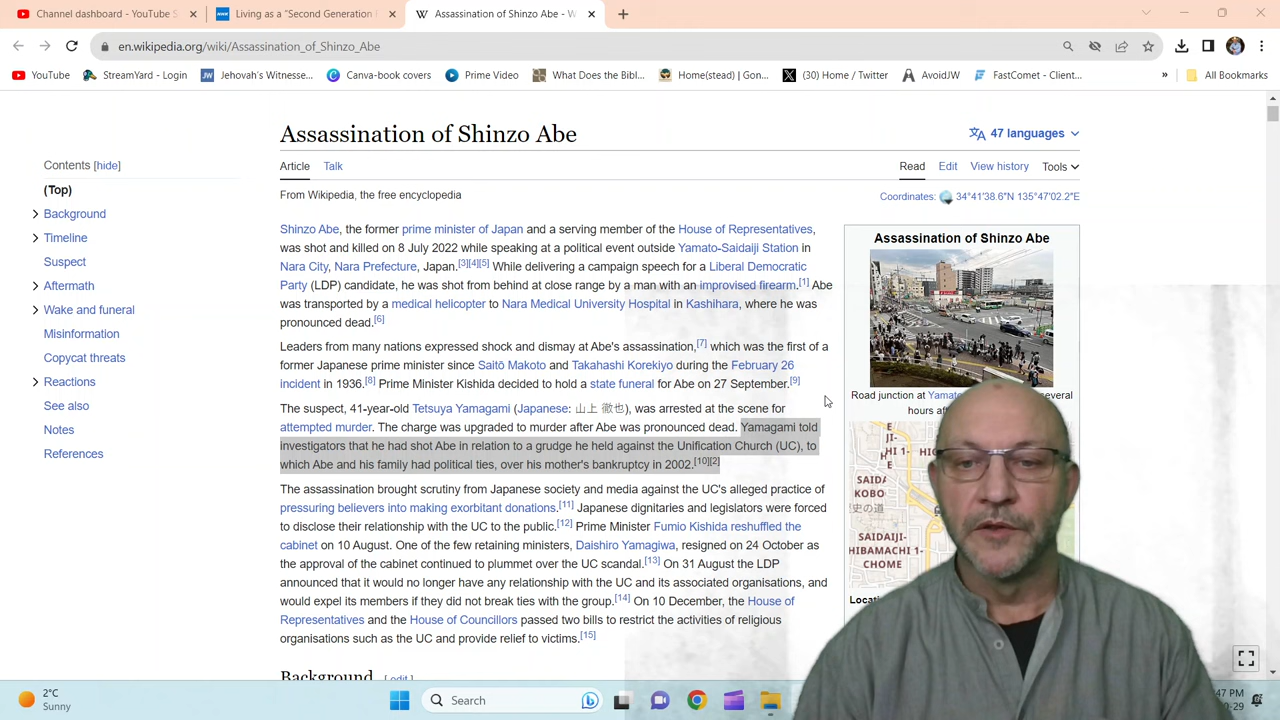 Channel dashboard - YouTube S
Living as a "Second Generation
Assassination of Shinzo Abe - W
en.wikipedia.org/wiki/Assassination_of_Shinzo_Abe
YouTube
StreamYard - Login
Jehovah's Witnesse...
Canva-book covers
Prime Video
What Does the Bibl...
Home(stead) | Gon...
(30) Home / Twitter
AvoidJW
FastComet - Client...
»
All Bookmarks
Assassination of Shinzo Abe
47 languages
Article Talk
Read Edit View history Tools
From Wikipedia, the free encyclopedia
Coordinates: 34°41′38.6″N 135°47′02.2″E
Contents [hide]
(Top)
Background
Timeline
Suspect
Aftermath
Wake and funeral
Misinformation
Copycat threats
Reactions
See also
Notes
References
Shinzo Abe, the former prime minister of Japan and a serving member of the House of Representatives,
was shot and killed on 8 July 2022 while speaking at a political event outside Yamato-Saidaiji Station in
Nara City, Nara Prefecture, Japan.[3][4][5] While delivering a campaign speech for a Liberal Democratic
Party (LDP) candidate, he was shot from behind at close range by a man with an improvised firearm.[1] Abe
was transported by a medical helicopter to Nara Medical University Hospital in Kashihara, where he was
pronounced dead.[6]
Leaders from many nations expressed shock and dismay at Abe's assassination,[7] which was the first of a
former Japanese prime minister since Saitō Makoto and Takahashi Korekiyo during the February 26
incident in 1936.[8] Prime Minister Kishida decided to hold a state funeral for Abe on 27 September.[9]
The suspect, 41-year-old Tetsuya Yamagami (Japanese: 山上 徹也), was arrested at the scene for
attempted murder. The charge was upgraded to murder after Abe was pronounced dead. Yamagami told
investigators that he had shot Abe in relation to a grudge he held against the Unification Church (UC), to
which Abe and his family had political ties, over his mother's bankruptcy in 2002.[10][2]
The assassination brought scrutiny from Japanese society and media against the UC's alleged practice of
pressuring believers into making exorbitant donations.[11] Japanese dignitaries and legislators were forced
to disclose their relationship with the UC to the public.[12] Prime Minister Fumio Kishida reshuffled the
cabinet on 10 August. One of the few retaining ministers, Daishiro Yamagiwa, resigned on 24 October as
the approval of the cabinet continued to plummet over the UC scandal.[13] On 31 August the LDP
announced that it would no longer have any relationship with the UC and its associated organisations, and
would expel its members if they did not break ties with the group.[14] On 10 December, the House of
Representatives and the House of Councillors passed two bills to restrict the activities of religious
organisations such as the UC and provide relief to victims.[15]
Background [edit]
Assassination of Shinzo Abe
Road junction at Yamato
several
hours after
SAIDAIJI-
HIBAMACHI 1-
CHOME
Locatio
2°C
Sunny
Search
47 PM
0-29